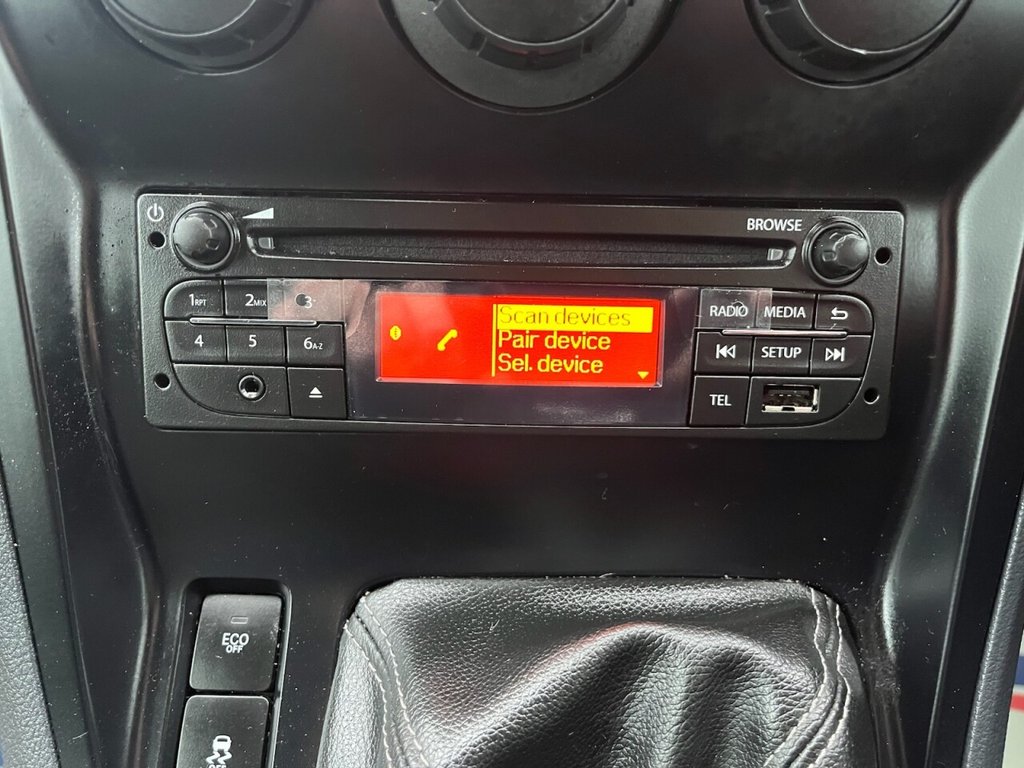 BROWSE
1RPT 2MIX 3
4 5 6A-Z
Scan devices
Pair device
Sel. device
RADIO MEDIA
SETUP
TEL
ECO
OFF